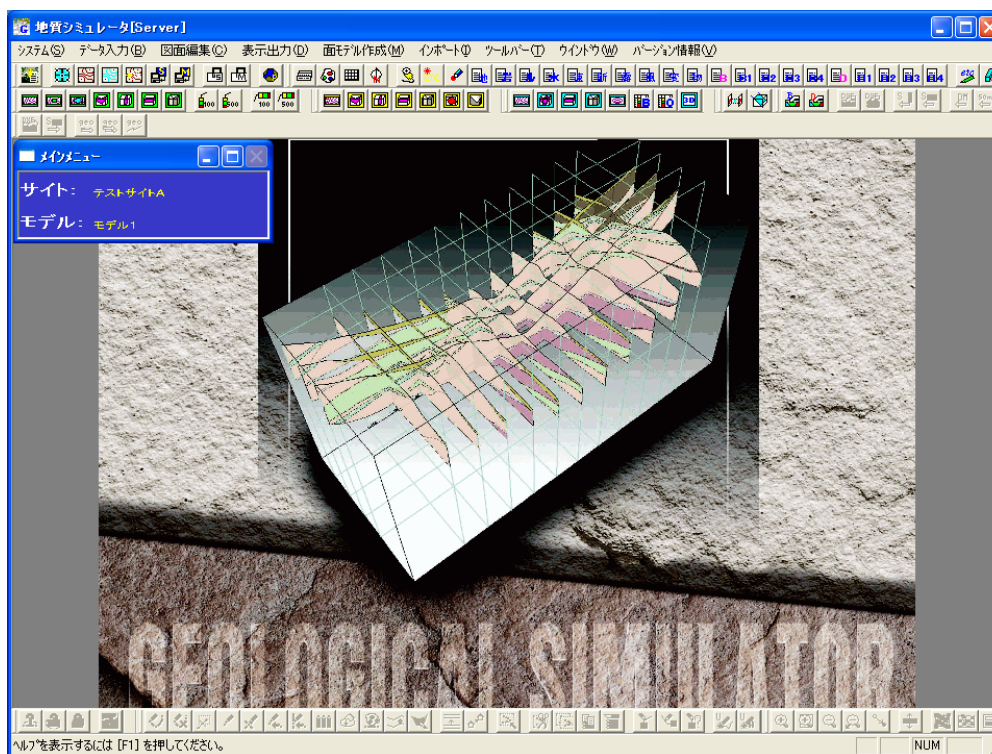 地質シミュレータ[Server]
システム(S) データ入力(B) 図面編集(C) 表示出力(D) 面モデル作成(M) インポート(I) ツールバー(T) ウインドウ(W) バージョン情報(V)
メインメニュー
サイト: テストサイトA
モデル: モデル1
GEOLOGICAL SIMULATOR
ヘルプを表示するには [F1] を押してください。
NUM